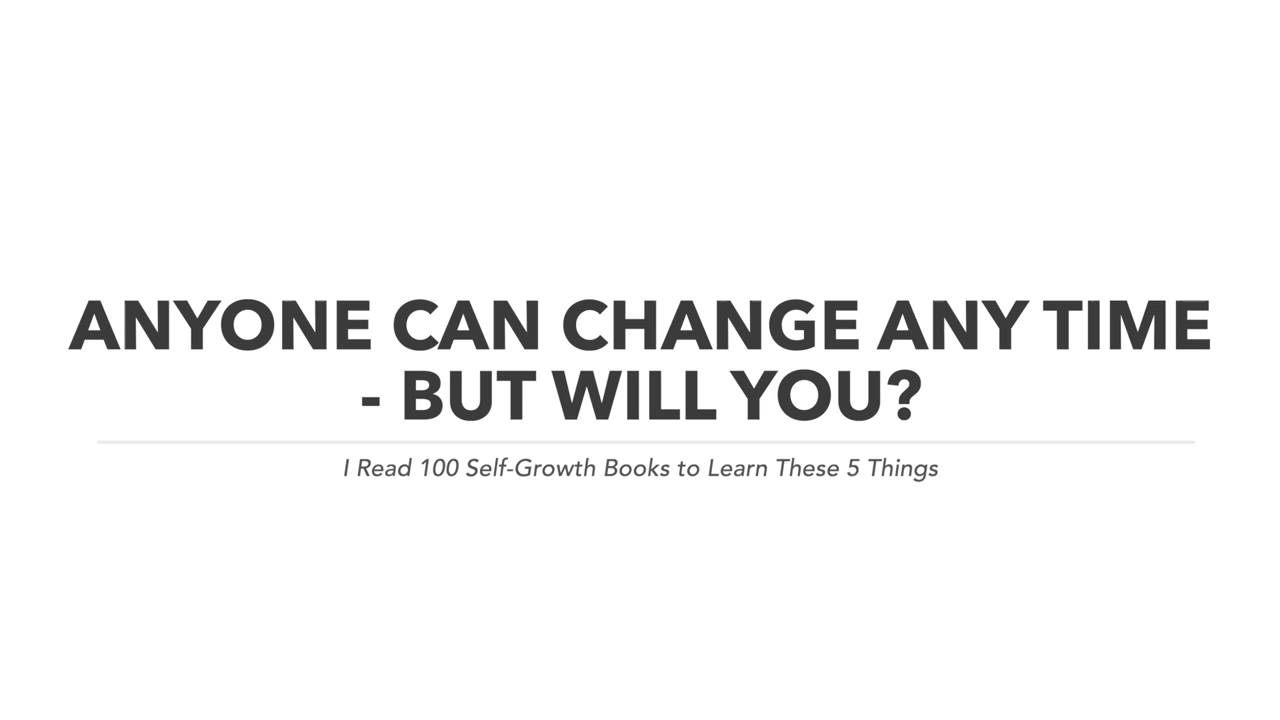 ANYONE CAN CHANGE ANY TIME
- BUT WILL YOU?
I Read 100 Self-Growth Books to Learn These 5 Things